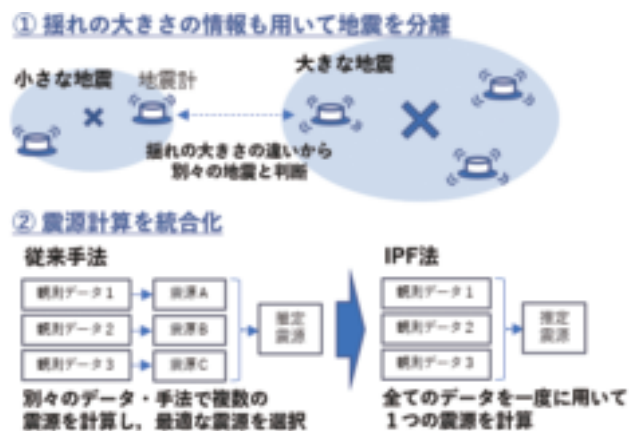 ① 揺れの大きさの情報も用いて地震を分離
小さな地震
地震計
大きな地震
揺れの大きさの違いから
別々の地震と判断
② 震源計算を統合化
従来手法
観測データ1
震源A
観測データ2
震源B
観測データ3
震源C
推定
震源
別々のデータ・手法で複数の
震源を計算し、最適な震源を選択
IPF法
観測データ1
観測データ2
観測データ3
推定
震源
全てのデータを一度に用いて
1つの震源を計算